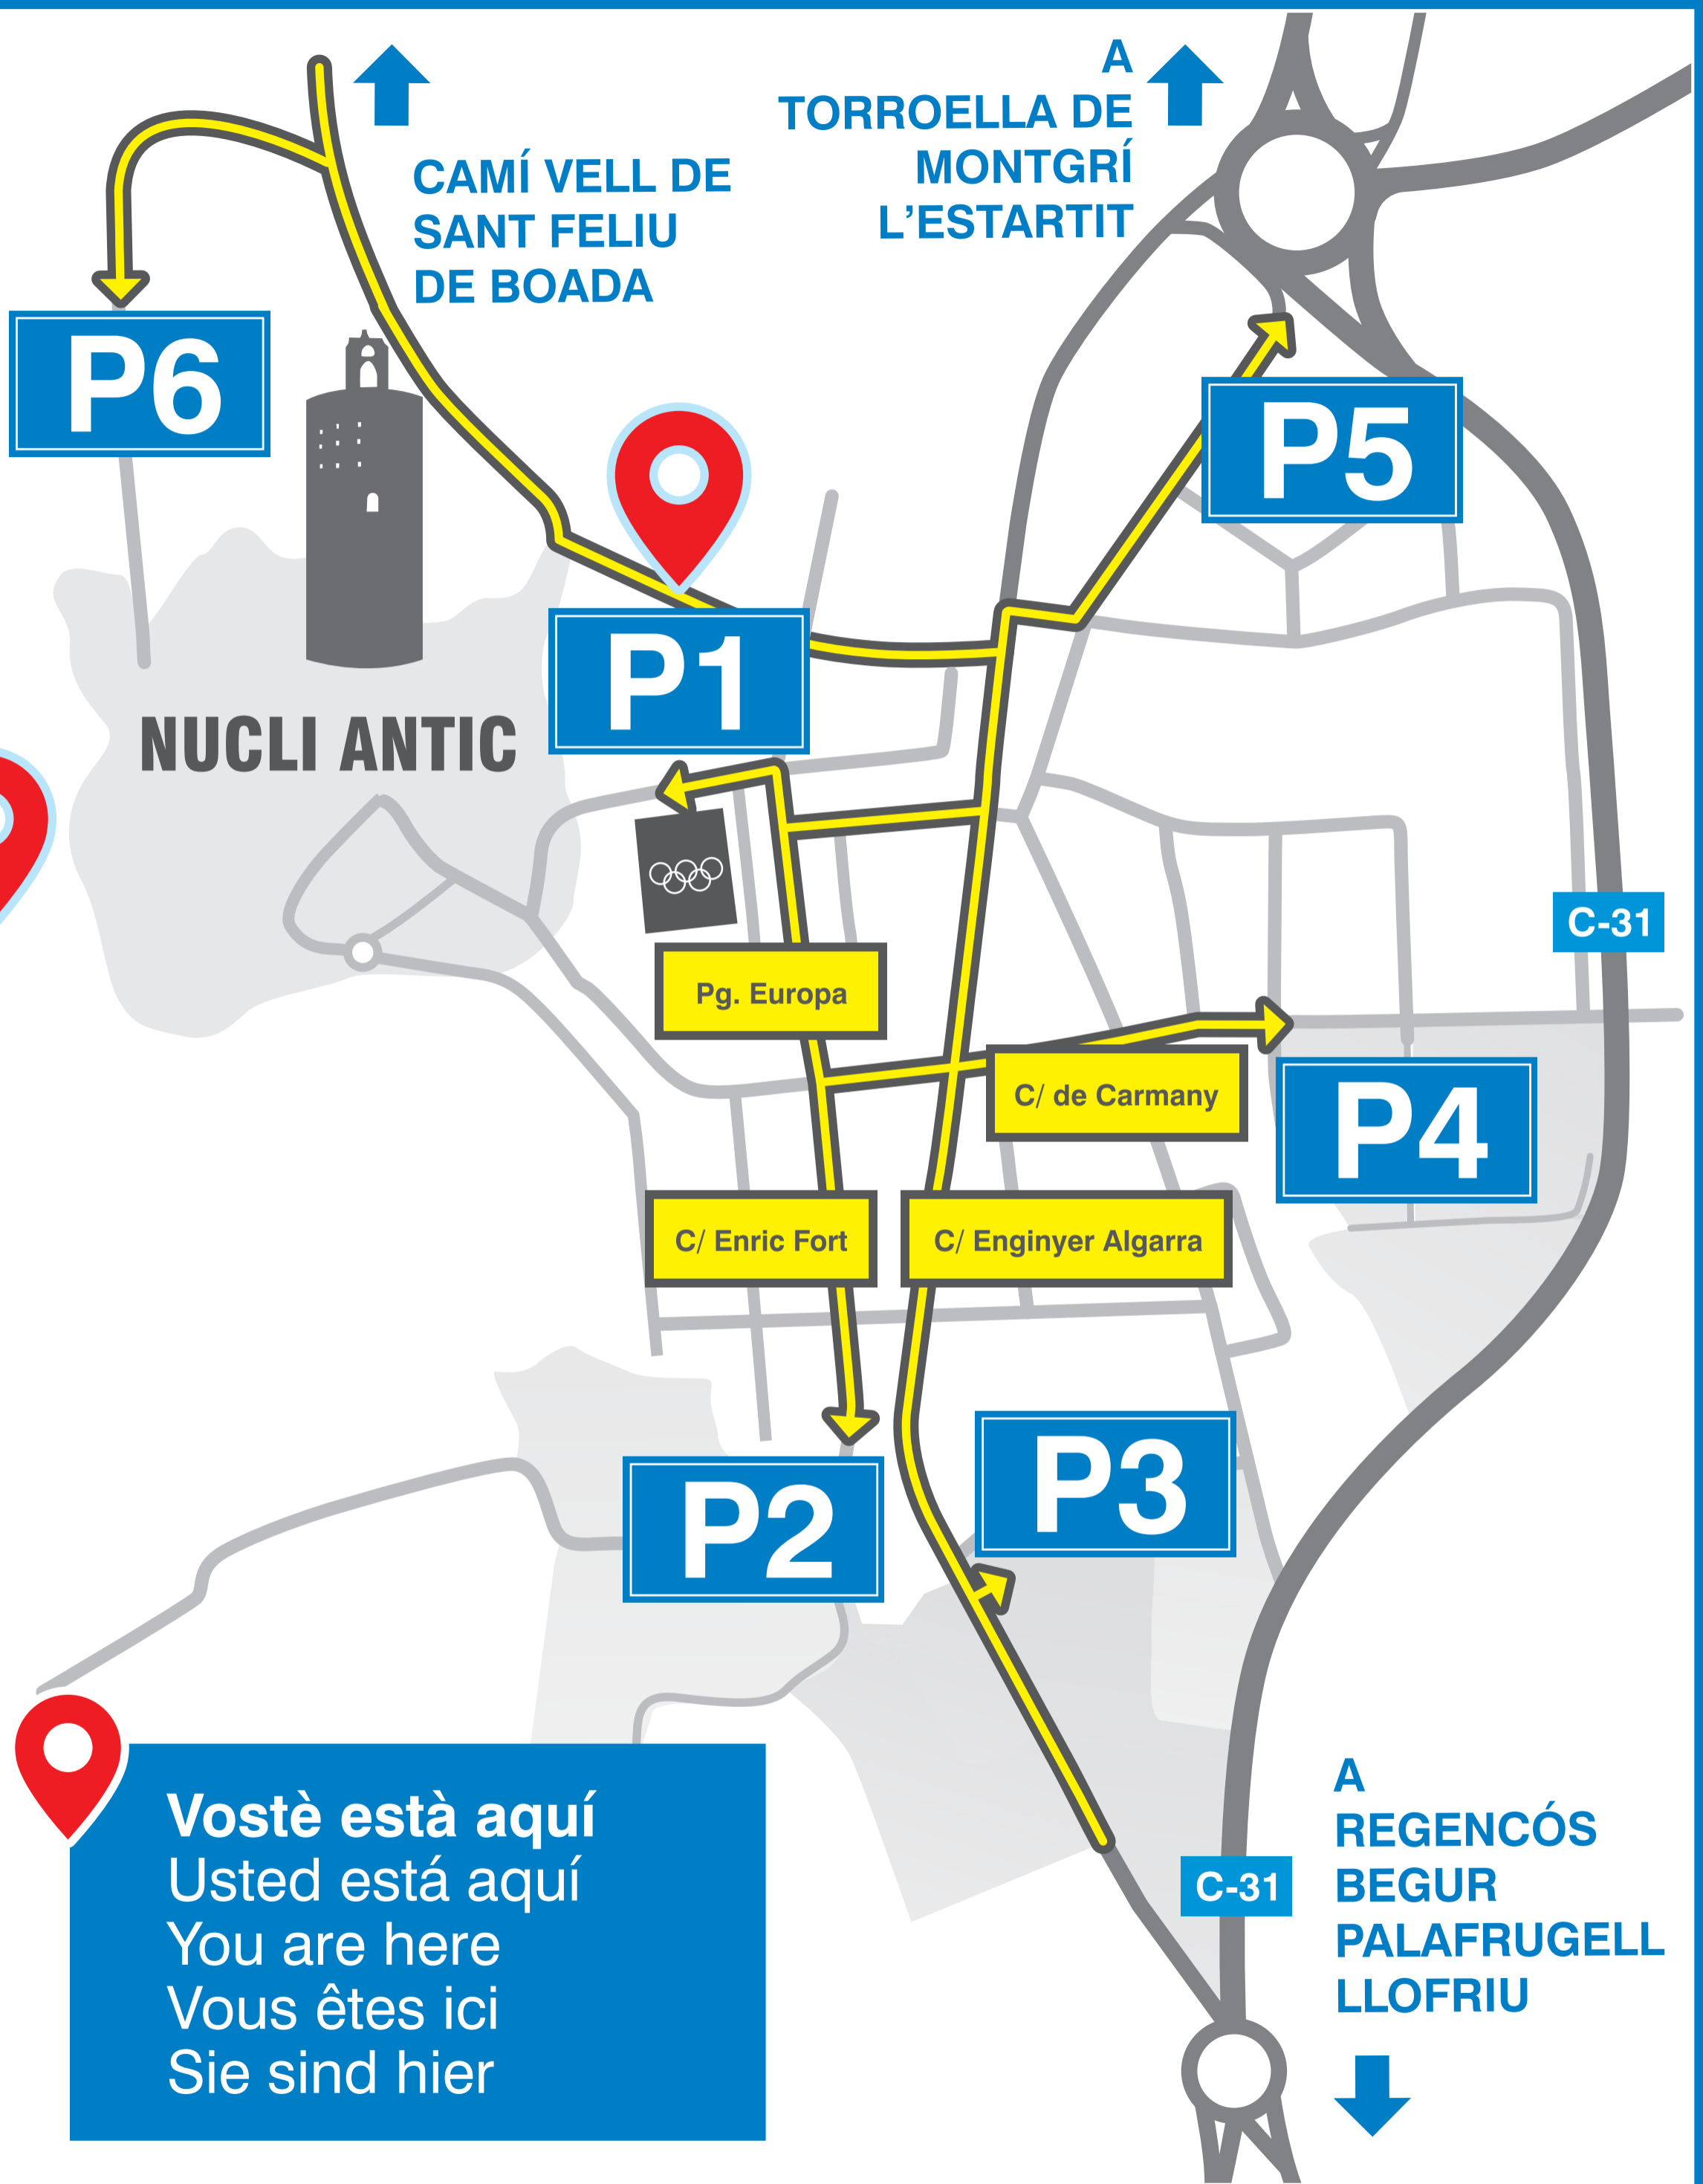 A
TORROELLA DE
MONTGRÍ
L'ESTARTIT
CAMÍ VELL DE
SANT FELIU
DE BOADA
P6
P5
P1
NUCLI ANTIC
C-31
Pg. Europa
C/ de Carmany
P4
C/ Enric Fort
C/ Enginyer Algarra
P3
P2
Vostè està aquí
Usted está aquí
You are here
Vous êtes ici
Sie sind hier
C-31
A
REGENCÓS
BEGUR
PALAFRUGELL
LLOFRIU